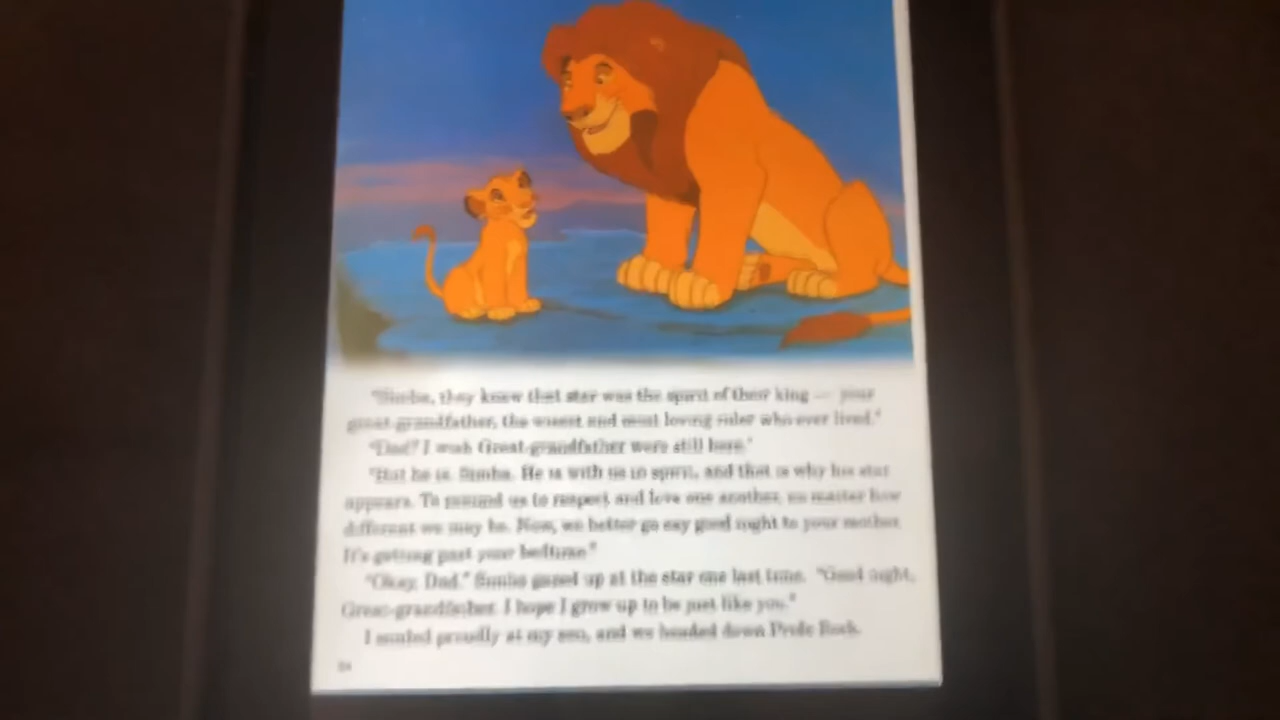 "Simba, they knew that star was the spirit of their king — your
great-grandfather, the wisest and most loving ruler who ever lived."
"Dad? I wish Great-grandfather were still here."
"But he is, Simba. He is with us in spirit, and that is why his star
appears. To remind us to respect and love one another, no matter how
different we may be. Now, we better go say good night to your mother.
It's getting past your bedtime."
"Okay, Dad." Simba gazed up at the star one last time. "Good night,
Great-grandfather. I hope I grow up to be just like you."
I smiled proudly at my son, and we headed down Pride Rock.